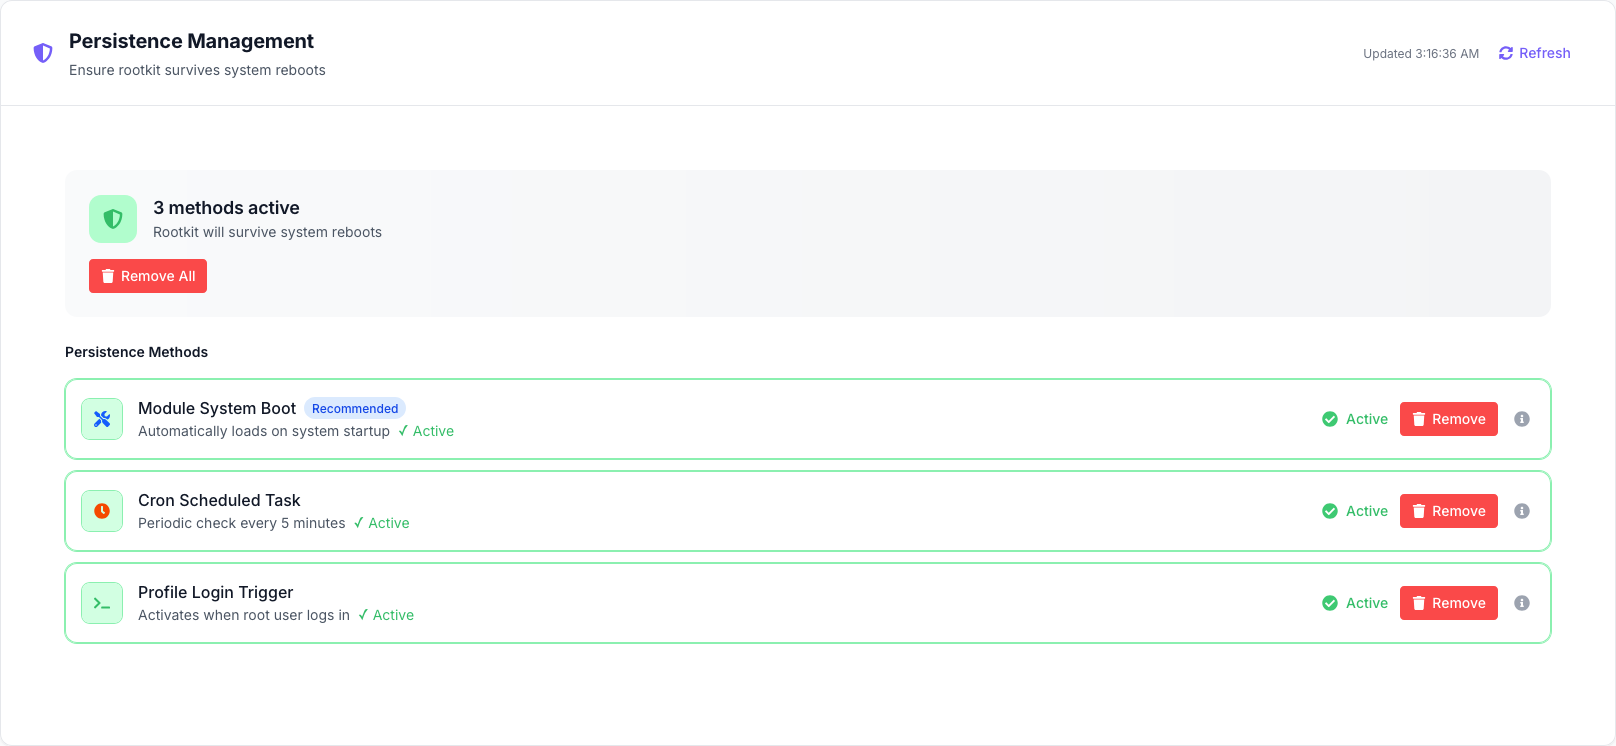 Persistence Management
Ensure rootkit survives system reboots
Updated 3:16:36 AM
Refresh
3 methods active
Rootkit will survive system reboots
Remove All
Persistence Methods
Module System Boot Recommended
Automatically loads on system startup ✓ Active
Active
Remove
Cron Scheduled Task
Periodic check every 5 minutes ✓ Active
Active
Remove
Profile Login Trigger
Activates when root user logs in ✓ Active
Active
Remove